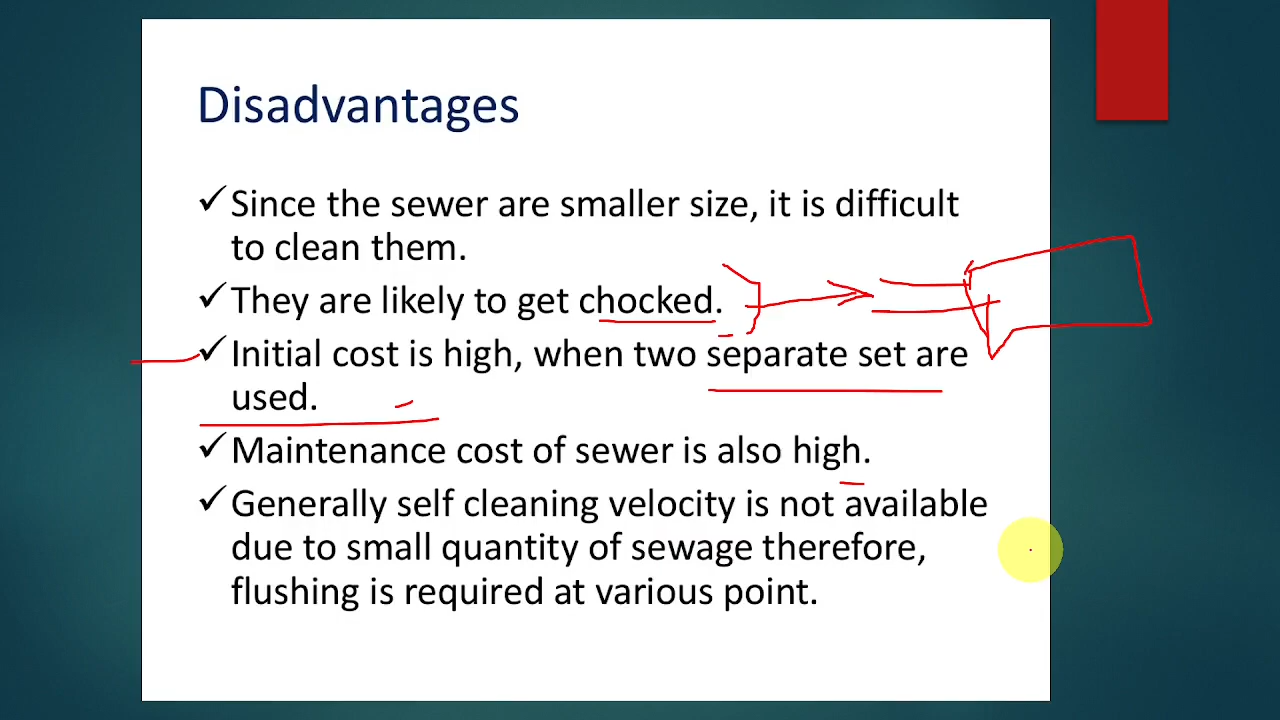 Disadvantages
✓Since the sewer are smaller size, it is difficult
to clean them.
✓They are likely to get chocked.
✓Initial cost is high, when two separate set are
used.
✓Maintenance cost of sewer is also high.
✓Generally self cleaning velocity is not available
due to small quantity of sewage therefore,
flushing is required at various point.